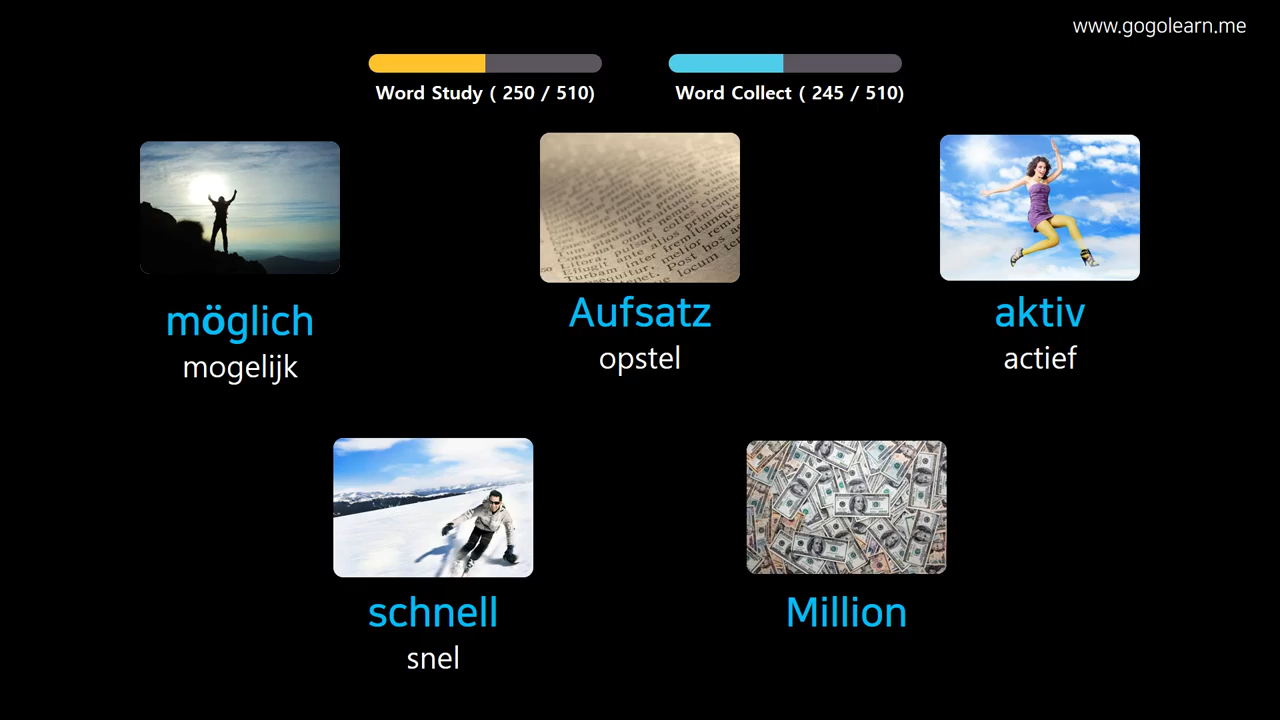 www.gogolearn.me
Word Study ( 250 / 510)
Word Collect ( 245 / 510)
möglich
mogelijk
Aufsatz
opstel
aktiv
actief
schnell
snel
Million